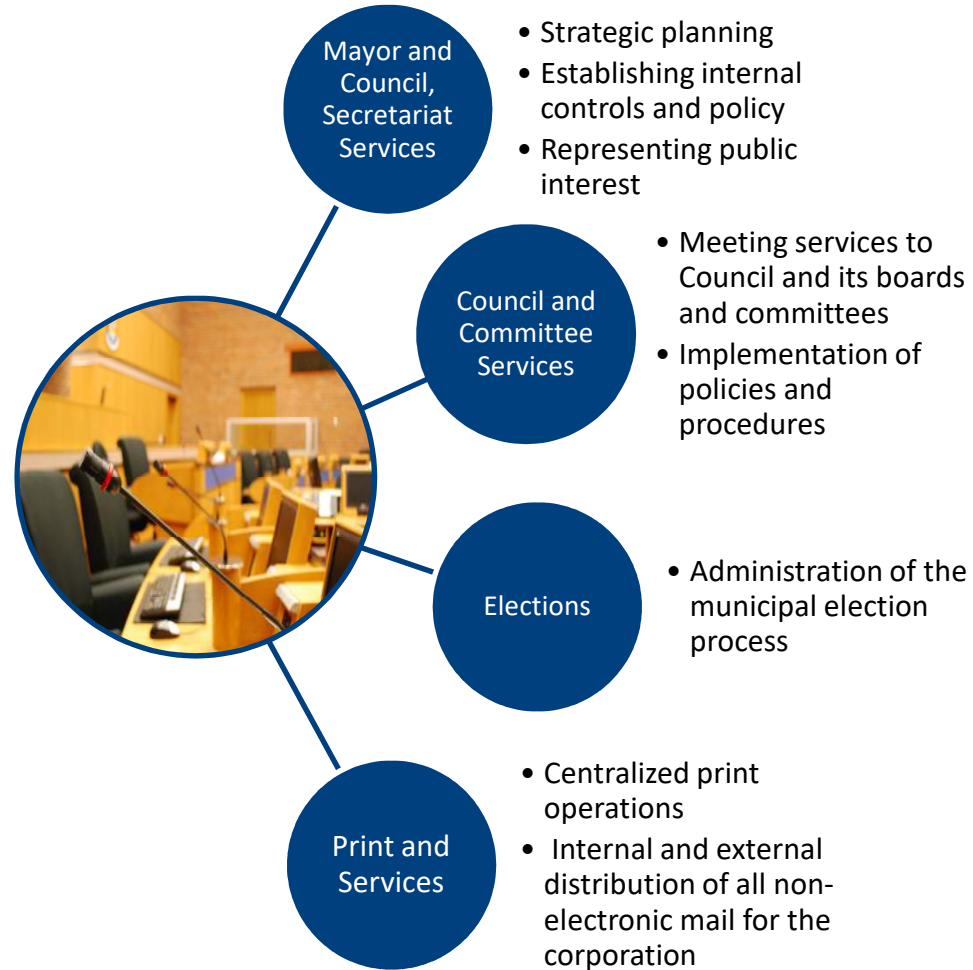 Mayor and
Council,
Secretariat
Services
• Strategic planning
• Establishing internal
controls and policy
• Representing public
interest
Council and
Committee
Services
• Meeting services to
Council and its boards
and committees
• Implementation of
policies and
procedures
Elections
• Administration of the
municipal election
process
Print and
Services
• Centralized print
operations
• Internal and external
distribution of all non-
electronic mail for the
corporation